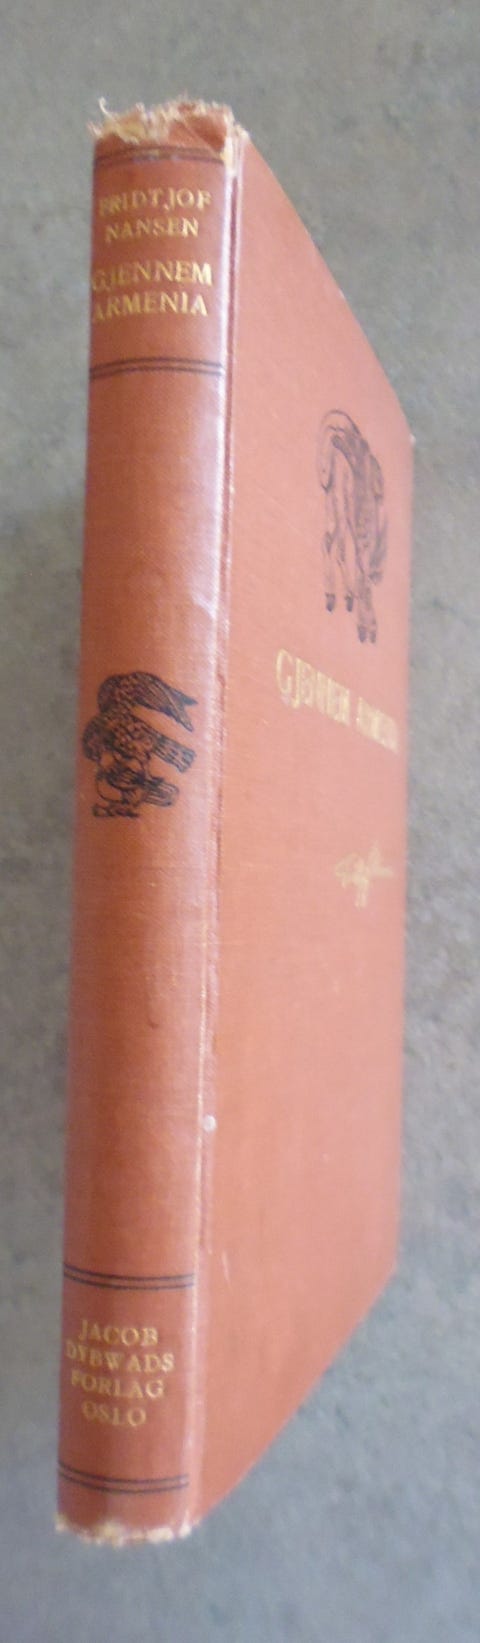 FRIDTJOF
NANSEN
GJENNEM
ARMENIA
JACOB
DYBWADS
FORLAG
OSLO
GJENNEM ARMENIA